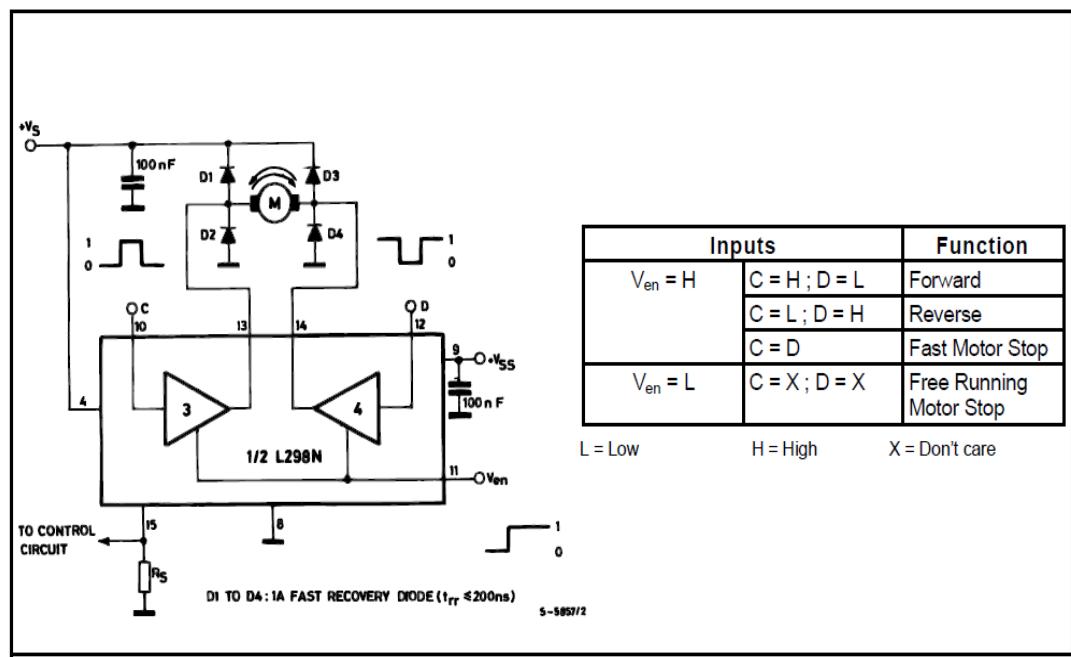 +VS
100nF
D1
D3
M
D2
D4
1
0
1
0
C
D
10
13
14
12
9
+VSS
4
3
4
100nF
1/2 L298N
11
Ven
15
8
TO CONTROL
CIRCUIT
RS
1
0
D1 TO D4: 1A FAST RECOVERY DIODE (trr ≤200ns)
S-5857/2
Inputs Function
Ven = H C = H ; D = L Forward
C = L ; D = H Reverse
C = D Fast Motor Stop
Ven = L C = X ; D = X Free Running
Motor Stop
L = Low H = High X = Don't care